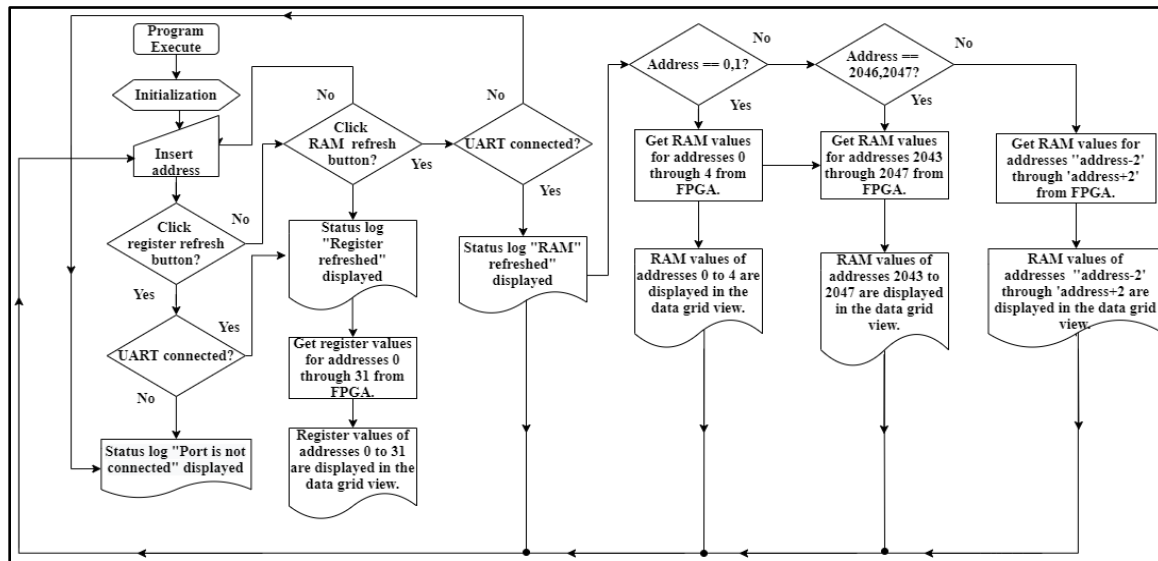 Program
Execute
Initialization
Insert
address
Click
register refresh
button?
No
Yes
UART connected?
Yes
No
Status log "Port is not
connected" displayed
No
Click
RAM refresh
button?
Yes
Status log
"Register
refreshed"
displayed
Get register values
for addresses 0
through 31 from
FPGA.
Register values of
addresses 0 to 31
are displayed in the
data grid view.
No
UART connected?
Yes
Status log "RAM"
refreshed"
displayed
Address == 0,1?
No
Yes
Get RAM values
for addresses 0
through 4 from
FPGA.
RAM values of
addresses 0 to 4 are
displayed in the
data grid view.
Address ==
2046,2047?
No
Yes
Get RAM values
for addresses 2043
through 2047 from
FPGA.
RAM values of
addresses 2043 to
2047 are displayed
in the data grid
view.
Get RAM values for
addresses "address-2'
through 'address+2'
from FPGA.
RAM values of
addresses "address-2'
through 'address+2 are
displayed in the data grid
view.